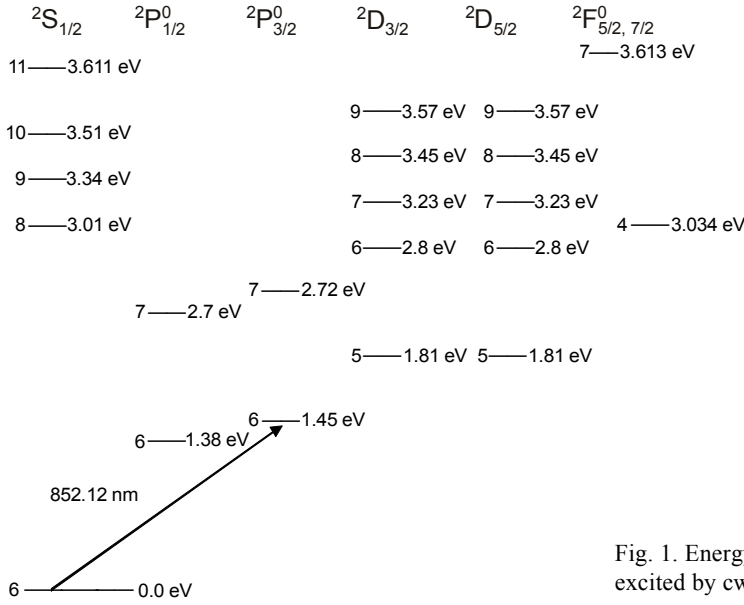 ²S₁/₂ ²P⁰₁/₂ ²P⁰₃/₂ ²D₃/₂ ²D₅/₂ ²F⁰₅/₂, ₇/₂
7 3.613 eV
11 3.611 eV
9 3.57 eV 9 3.57 eV
10 3.51 eV
8 3.45 eV 8 3.45 eV
9 3.34 eV
7 3.23 eV 7 3.23 eV
8 3.01 eV 4 3.034 eV
6 2.8 eV 6 2.8 eV
7 2.72 eV
7 2.7 eV
5 1.81 eV 5 1.81 eV
6 1.45 eV
6 1.38 eV
852.12 nm
6 0.0 eV
Fig. 1. Energy
excited by cw